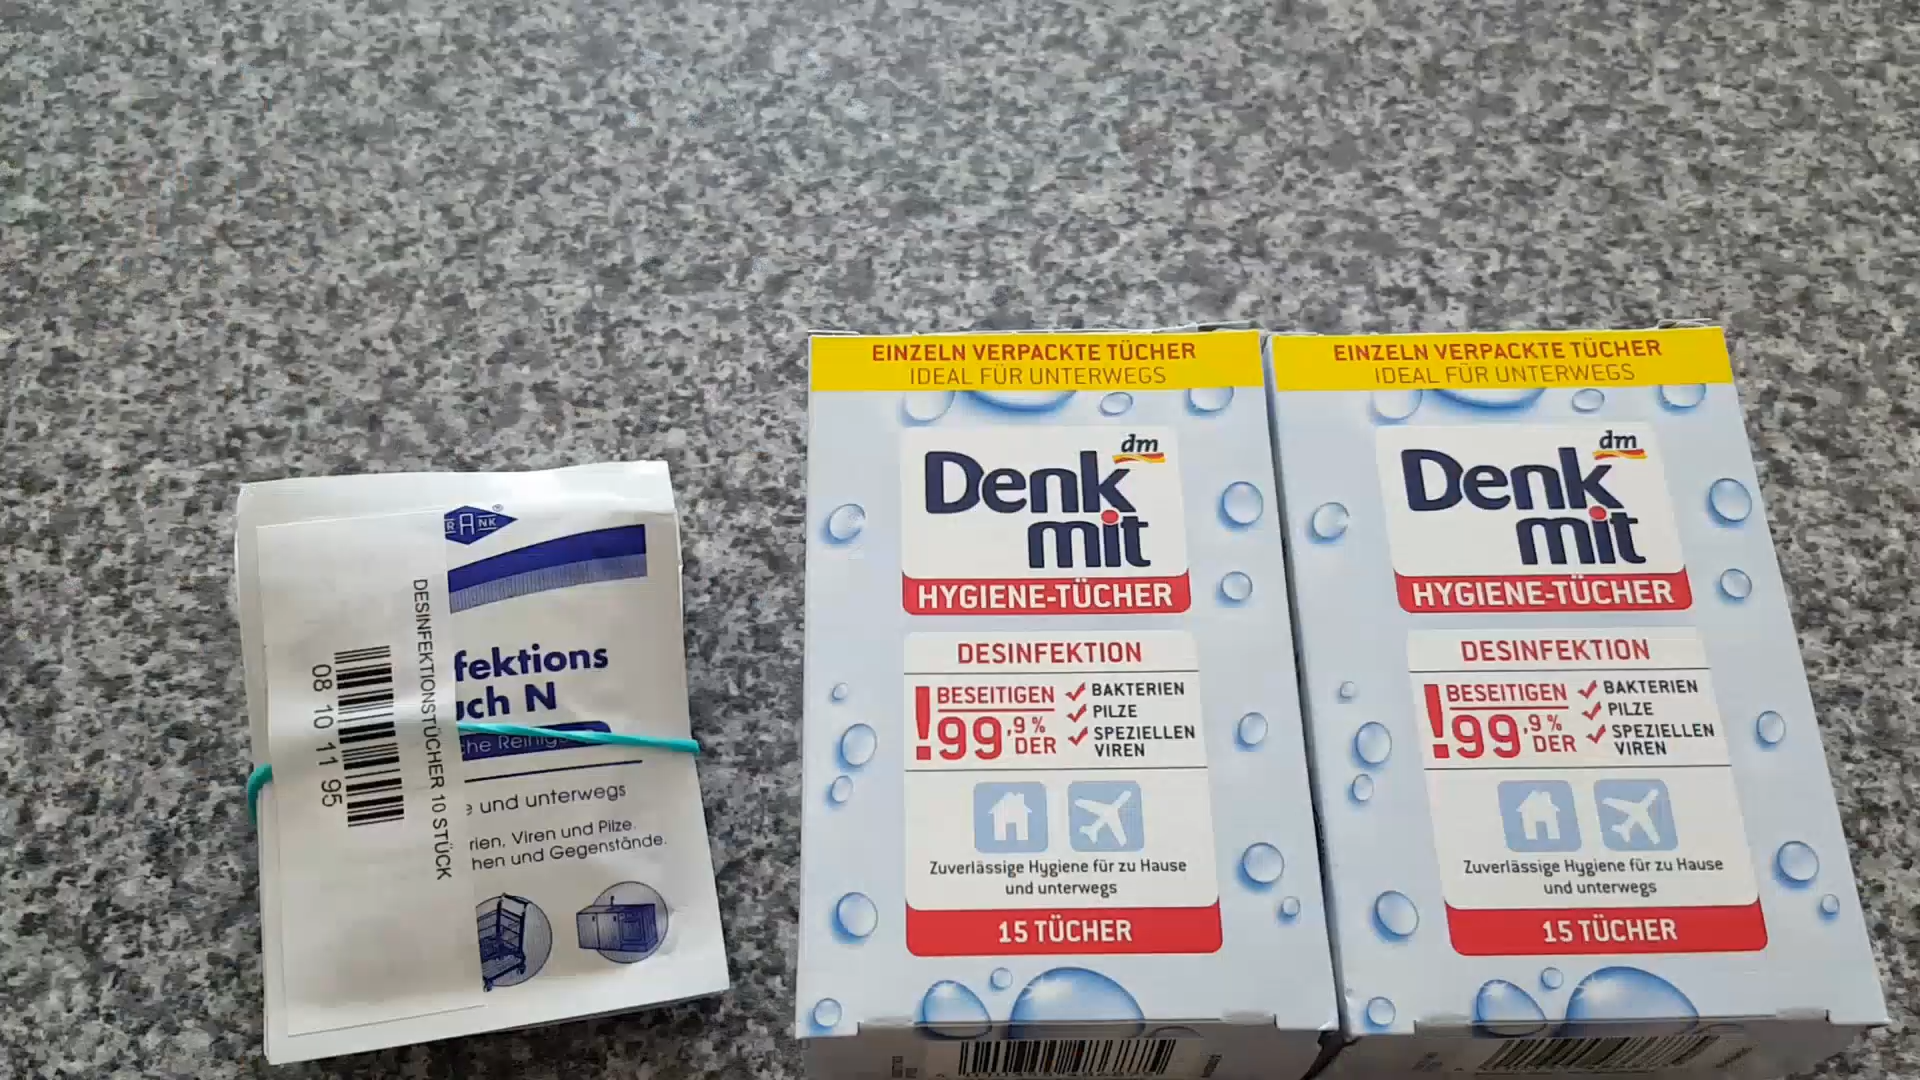 RANK
fektions
uch N
che Reinig
e und unterwegs
rien, Viren und Pilze.
hen und Gegenstände.
DESINFEKTIONSTÜCHER 10 STÜCK
08 10 11 95
EINZELN VERPACKTE TÜCHER
IDEAL FÜR UNTERWEGS
dm
Denk
mit
HYGIENE-TÜCHER
DESINFEKTION
! BESEITIGEN
99,9% DER
BAKTERIEN
PILZE
SPEZIELLEN
VIREN
Zuverlässige Hygiene für zu Hause
und unterwegs
15 TÜCHER
EINZELN VERPACKTE TÜCHER
IDEAL FÜR UNTERWEGS
dm
Denk
mit
HYGIENE-TÜCHER
DESINFEKTION
! BESEITIGEN
99,9% DER
BAKTERIEN
PILZE
SPEZIELLEN
VIREN
Zuverlässige Hygiene für zu Hause
und unterwegs
15 TÜCHER